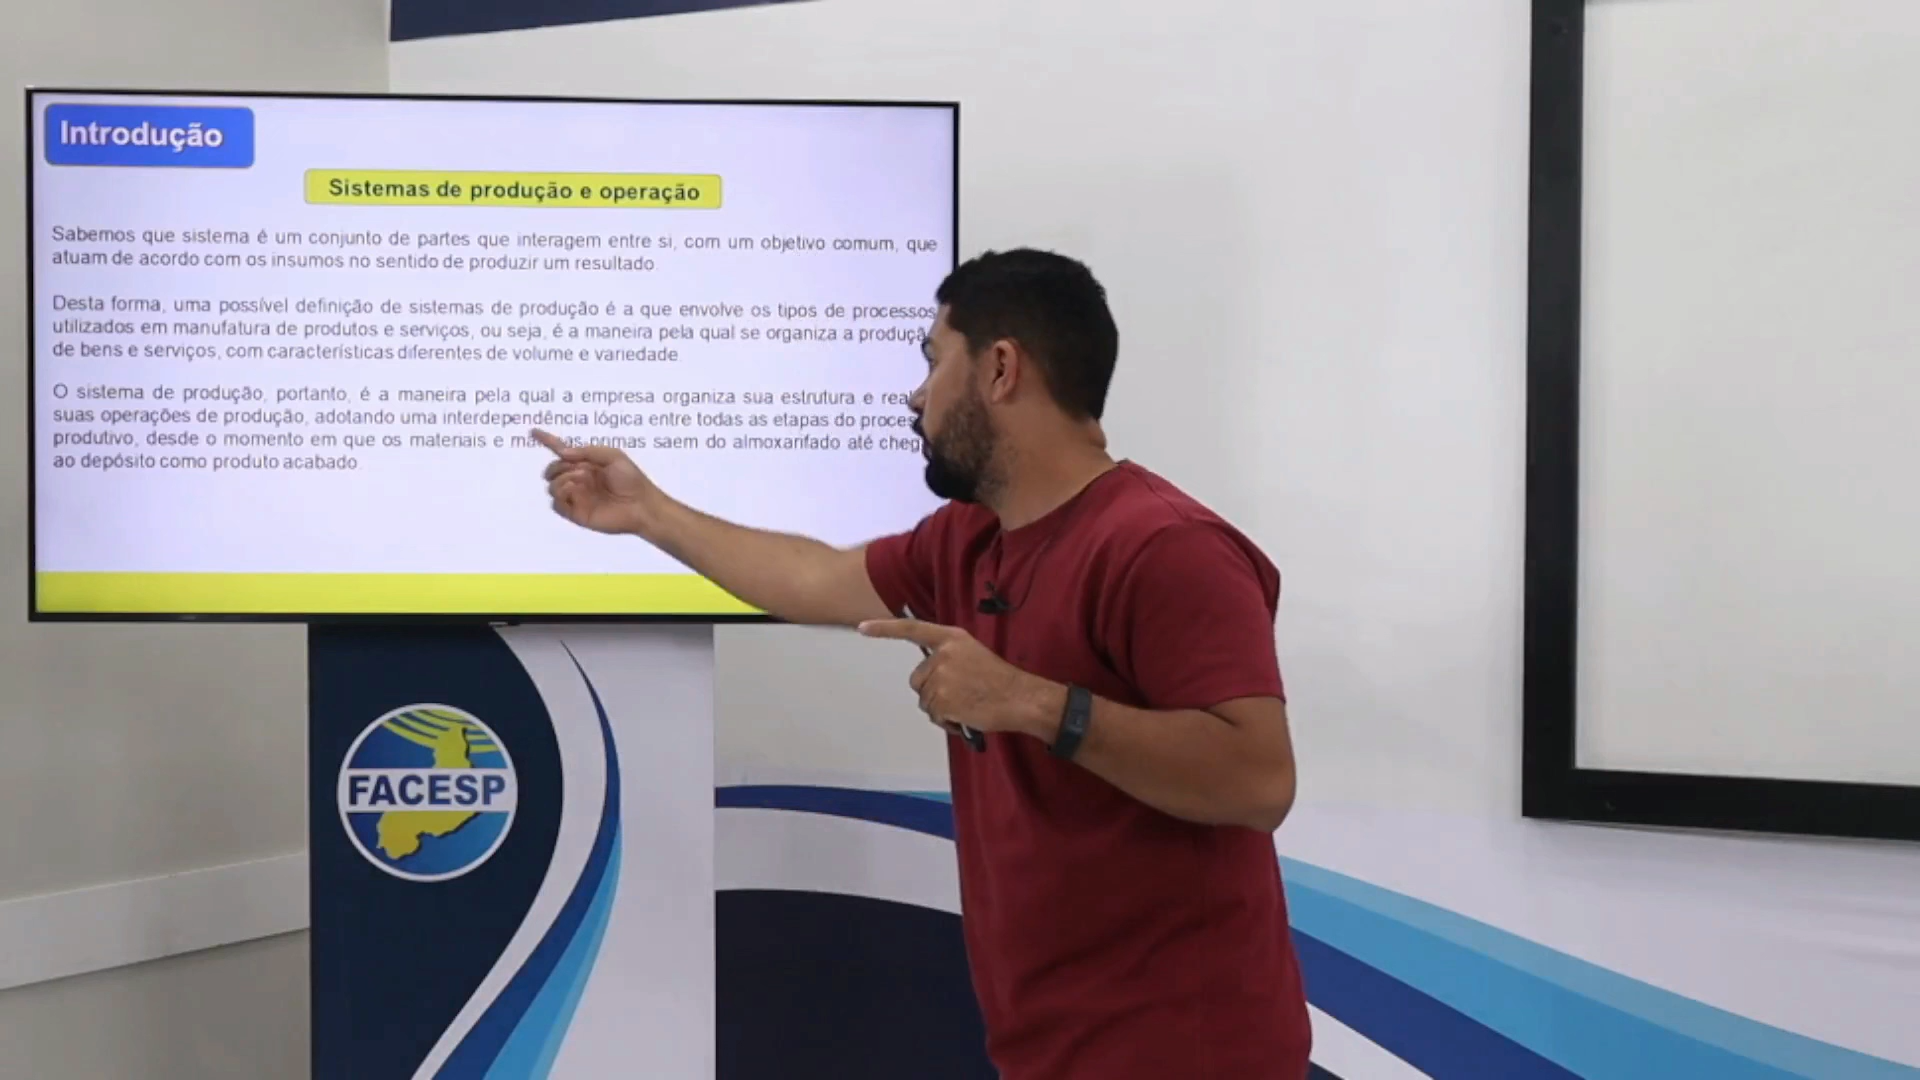 Introdução
Sistemas de produção e operação
Sabemos que sistema é um conjunto de partes que interagem entre si, com um objetivo comum, que
atuam de acordo com os insumos no sentido de produzir um resultado.
Desta forma, uma possível definição de sistemas de produção é a que envolve os tipos de processos
utilizados em manufatura de produtos e serviços, ou seja, é a maneira pela qual se organiza a
de bens e serviços, com características diferentes de volume e variedade.
O sistema de produção, portanto, é a maneira pela qual a empresa organiza sua estrutura e
suas operações de produção, adotando uma interdependência lógica entre todas as etapas do
produtivo, desde o momento em que os materiais e primas saem do almoxarifado até
ao depósito como produto acabado.
FACESP